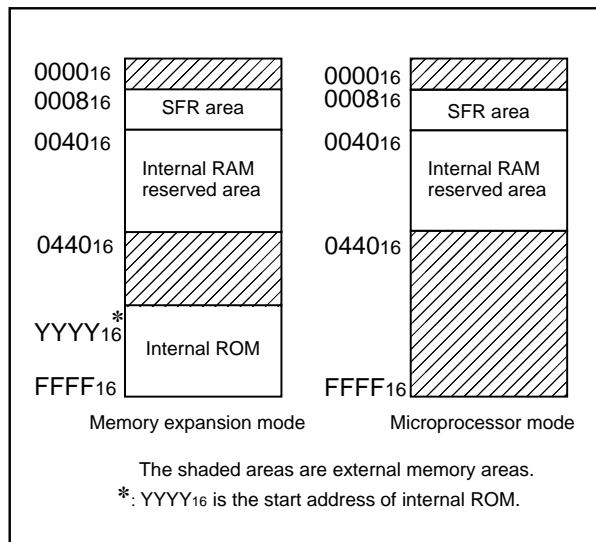 0000₁₆
0008₁₆
SFR area
0040₁₆
Internal RAM
reserved area
0440₁₆
YYYY₁₆*
Internal ROM
FFFF₁₆
Memory expansion mode
0000₁₆
0008₁₆
SFR area
0040₁₆
Internal RAM
reserved area
0440₁₆
FFFF₁₆
Microprocessor mode
The shaded areas are external memory areas.
*: YYYY₁₆ is the start address of internal ROM.